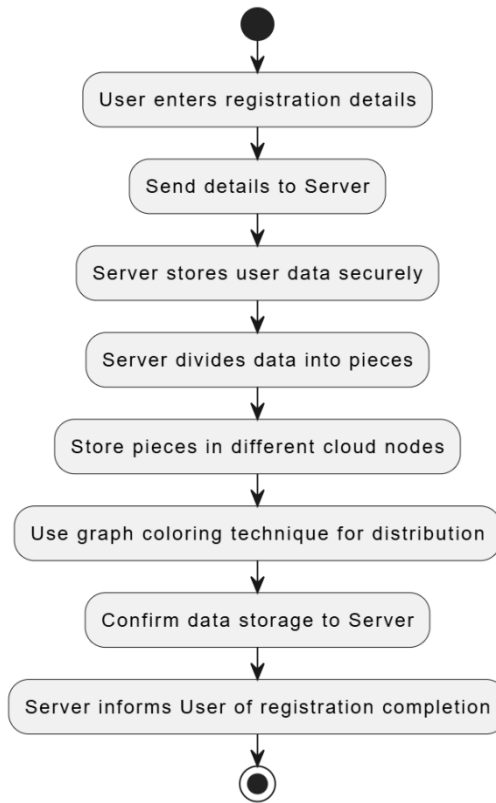 User enters registration details
Send details to Server
Server stores user data securely
Server divides data into pieces
Store pieces in different cloud nodes
Use graph coloring technique for distribution
Confirm data storage to Server
Server informs User of registration completion